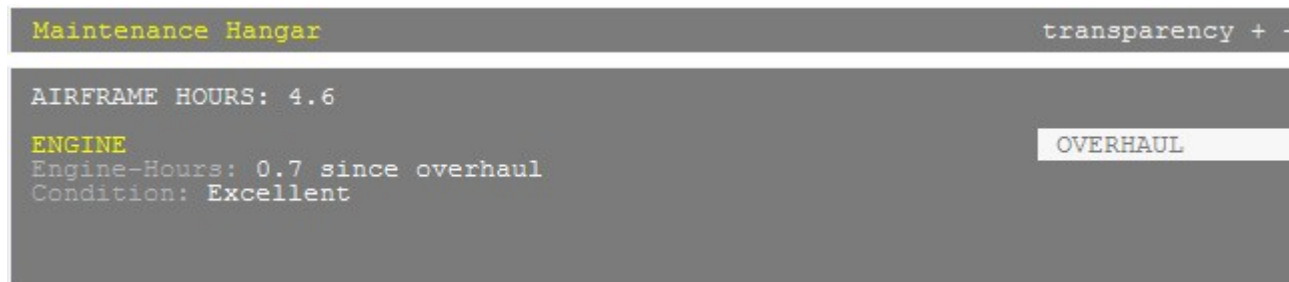 Maintenance Hangar transparency + -
AIRFRAME HOURS: 4.6
ENGINE OVERHAUL
Engine-Hours: 0.7 since overhaul
Condition: Excellent